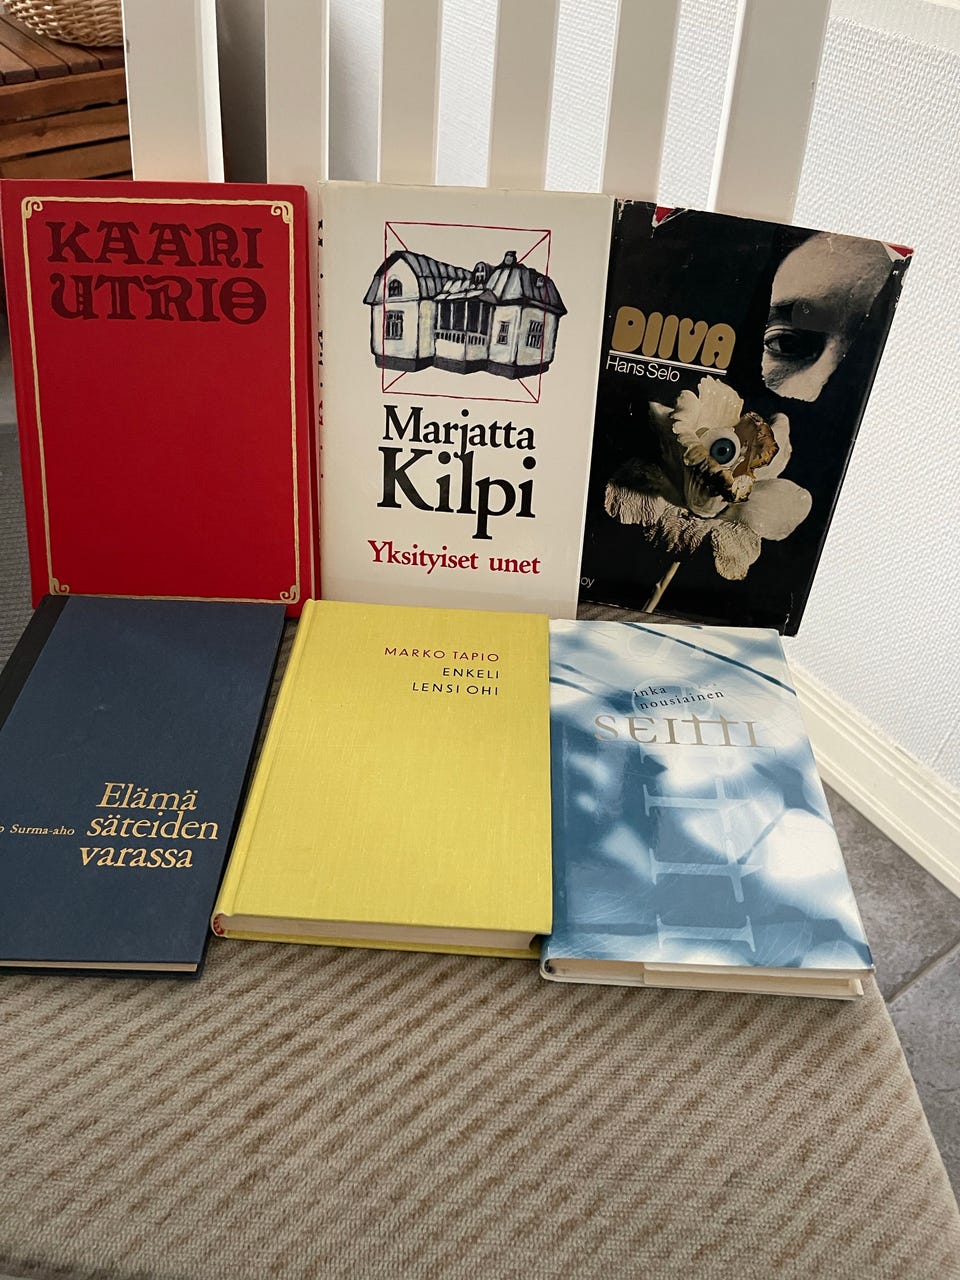 KAARI
UTRIO
Marjatta
Kilpi
Yksityiset unet
DIIVA
Hans Selo
oy
Elämä
o Surma-aho säteiden
varassa
MARKO TAPIO
ENKELI
LENSI OHI
inka
nousiainen
SEITTI